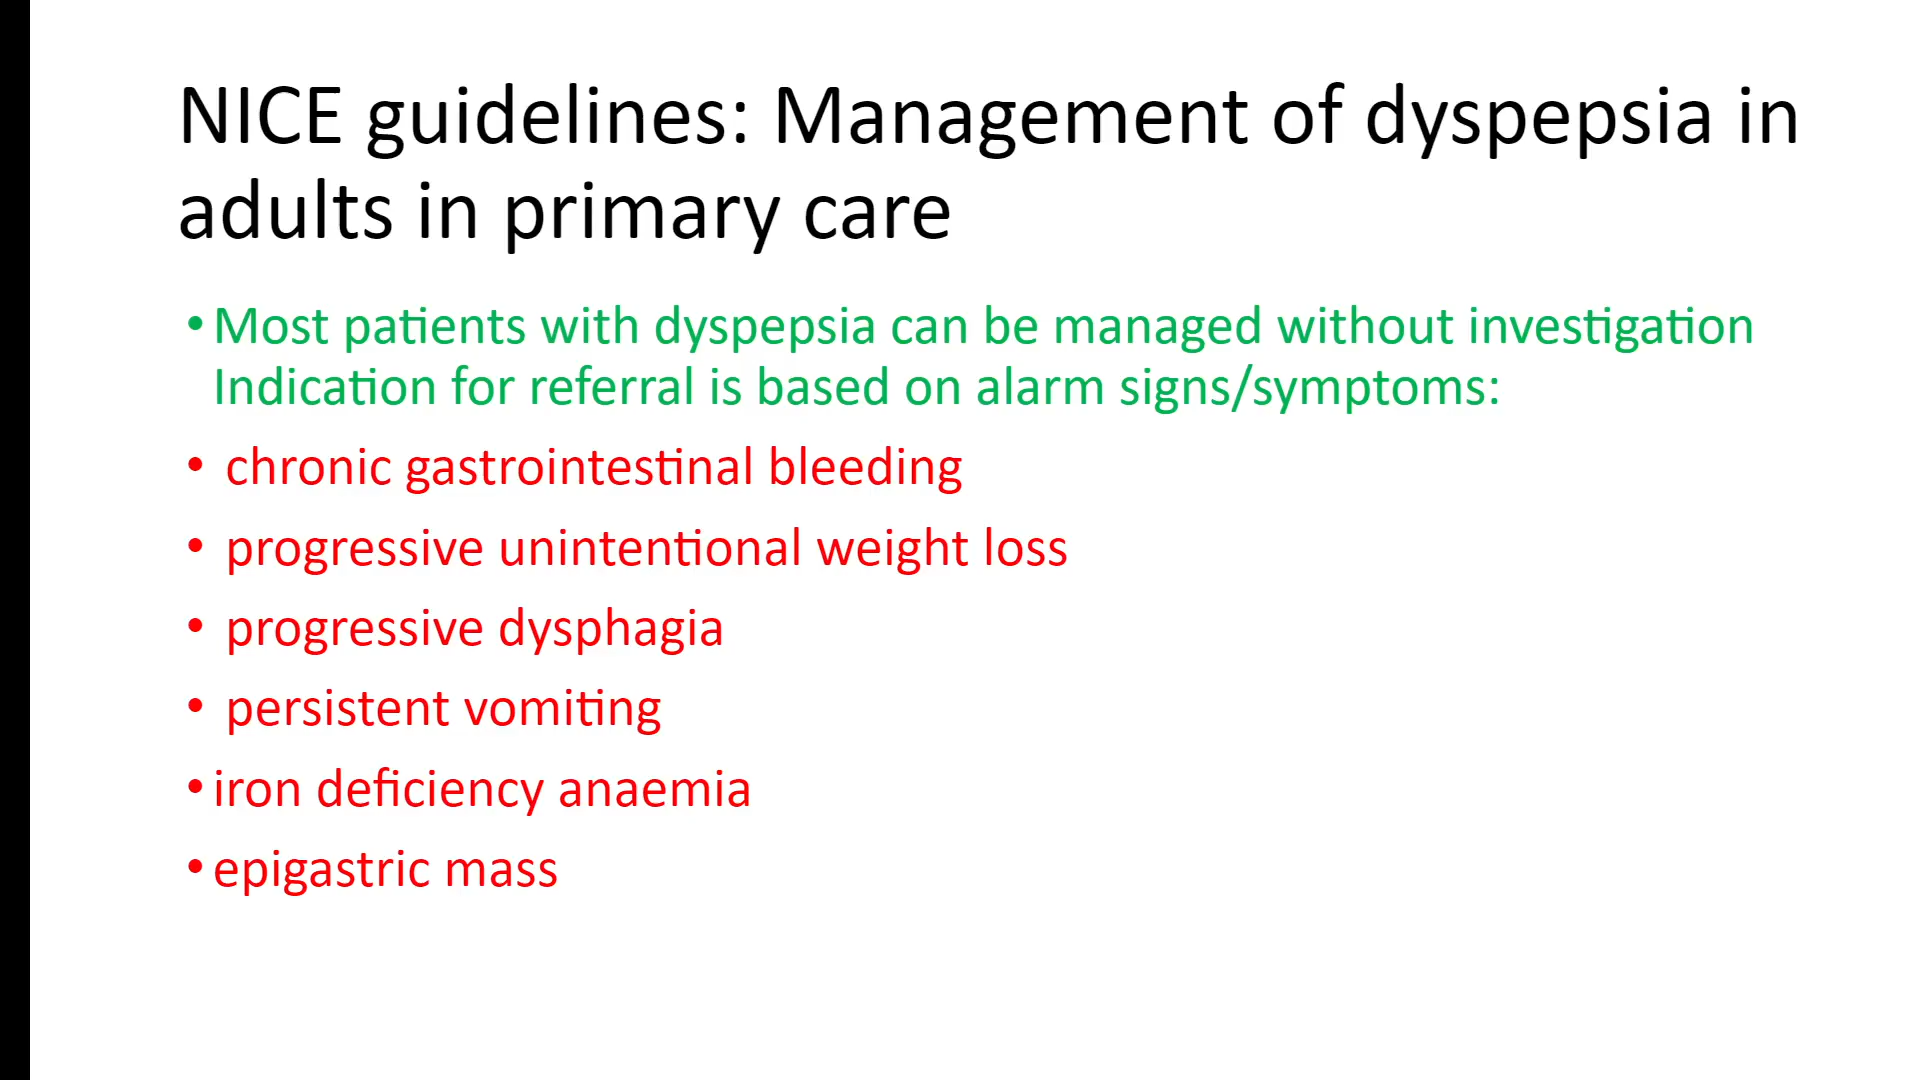 NICE guidelines: Management of dyspepsia in
adults in primary care
• Most patients with dyspepsia can be managed without investigation
Indication for referral is based on alarm signs/symptoms:
• chronic gastrointestinal bleeding
• progressive unintentional weight loss
• progressive dysphagia
• persistent vomiting
• iron deficiency anaemia
• epigastric mass